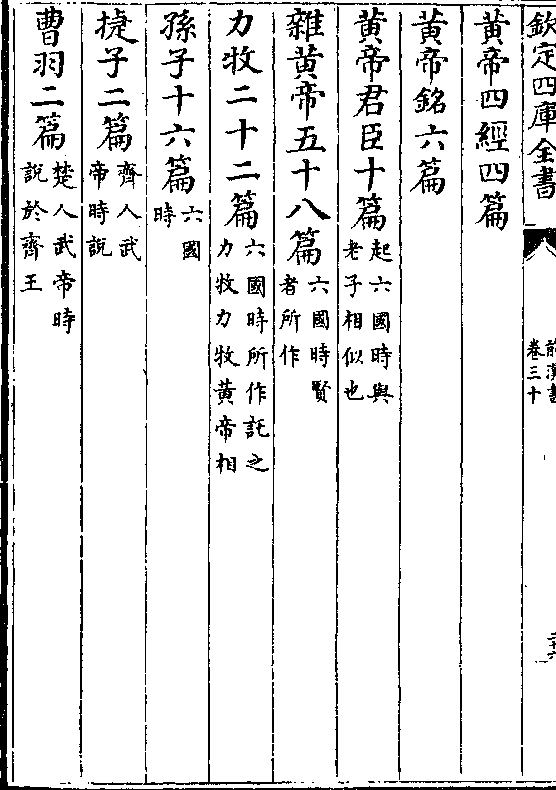 欽定四庫全書
前漢書
卷三十
二十六
黄帝四經四篇
黄帝銘六篇
黄帝君臣十篇起六國時與老子相似也
雜黄帝五十八篇六國時賢者所作
力牧二十二篇六國時所作託之力牧力牧黄帝相
孫子十六篇六國時
捷子二篇齊人武帝時說
曹羽二篇楚人武帝時說於齊王